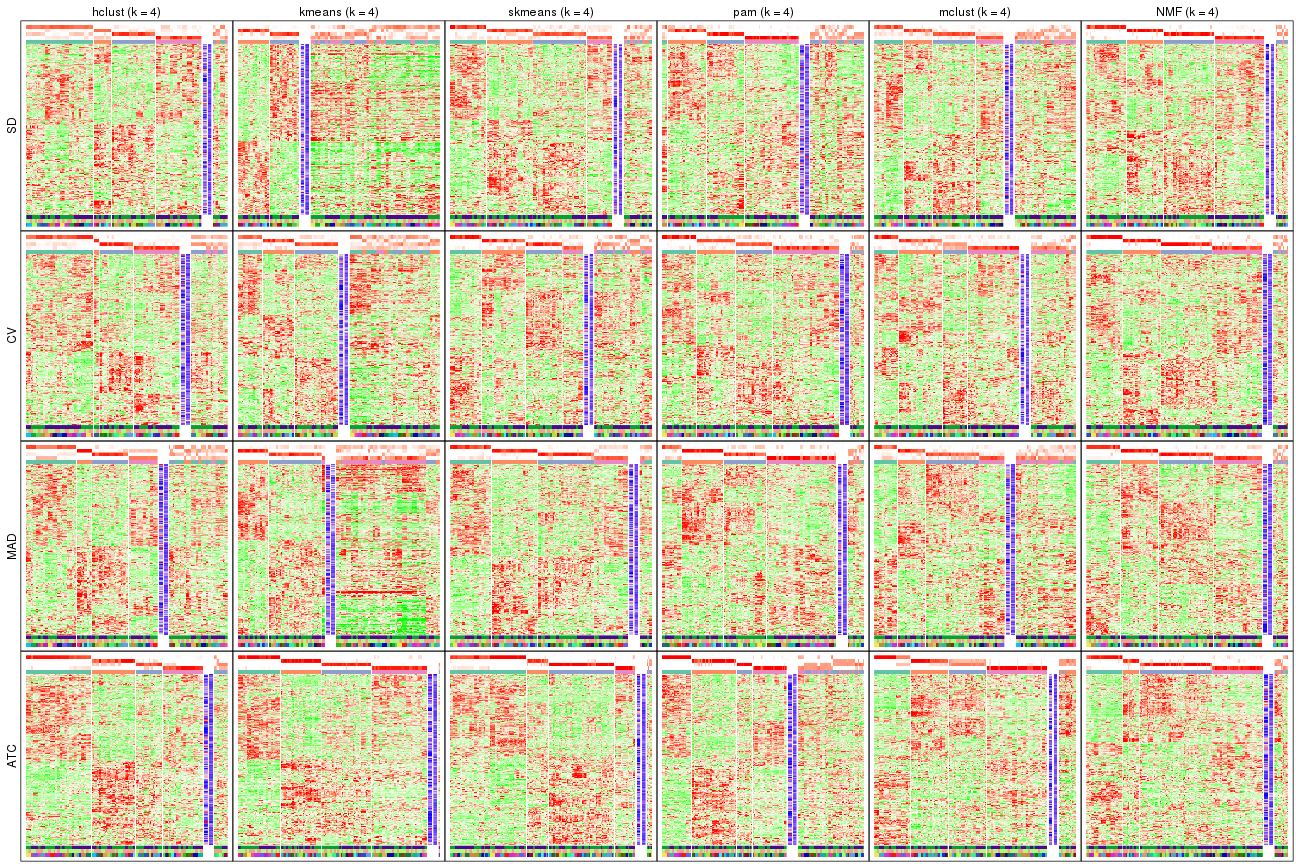 hclust (k = 4) kmeans (k = 4) skmeans (k = 4) pam (k = 4) mclust (k = 4) NMF (k = 4)
SD
CV
MAD
ATC